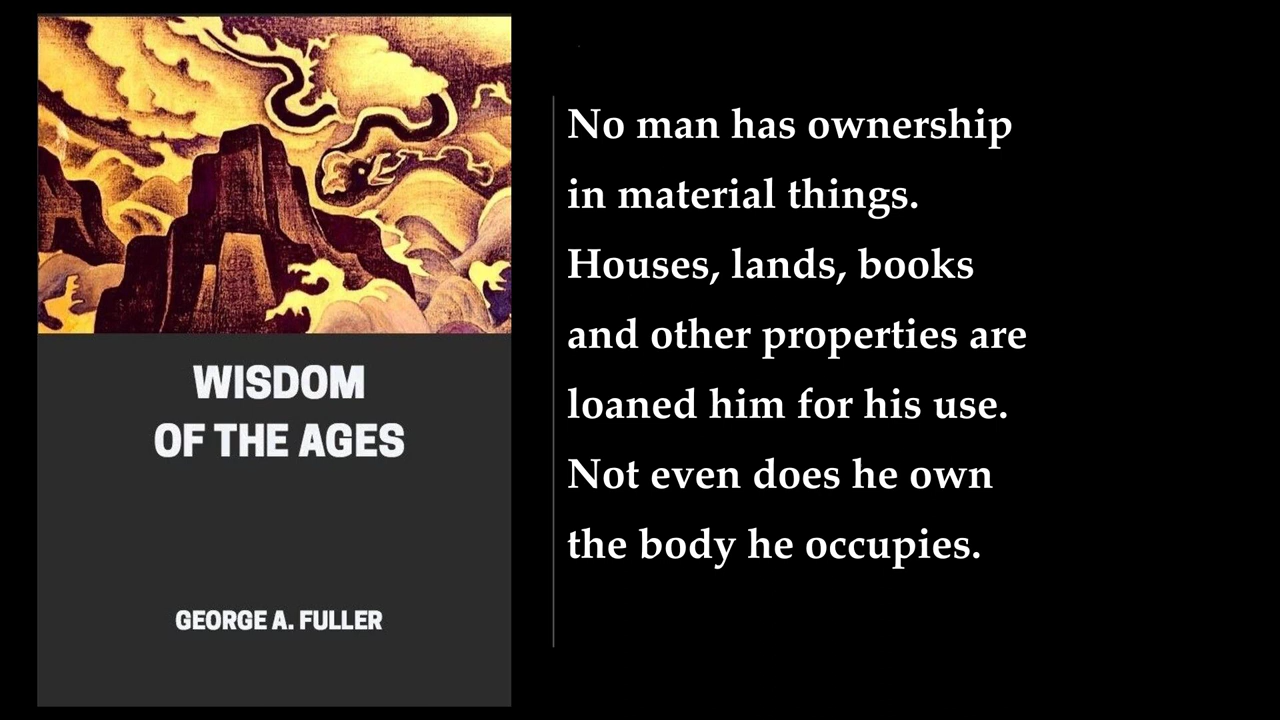 WISDOM
OF THE AGES
GEORGE A. FULLER
No man has ownership
in material things.
Houses, lands, books
and other properties are
loaned him for his use.
Not even does he own
the body he occupies.